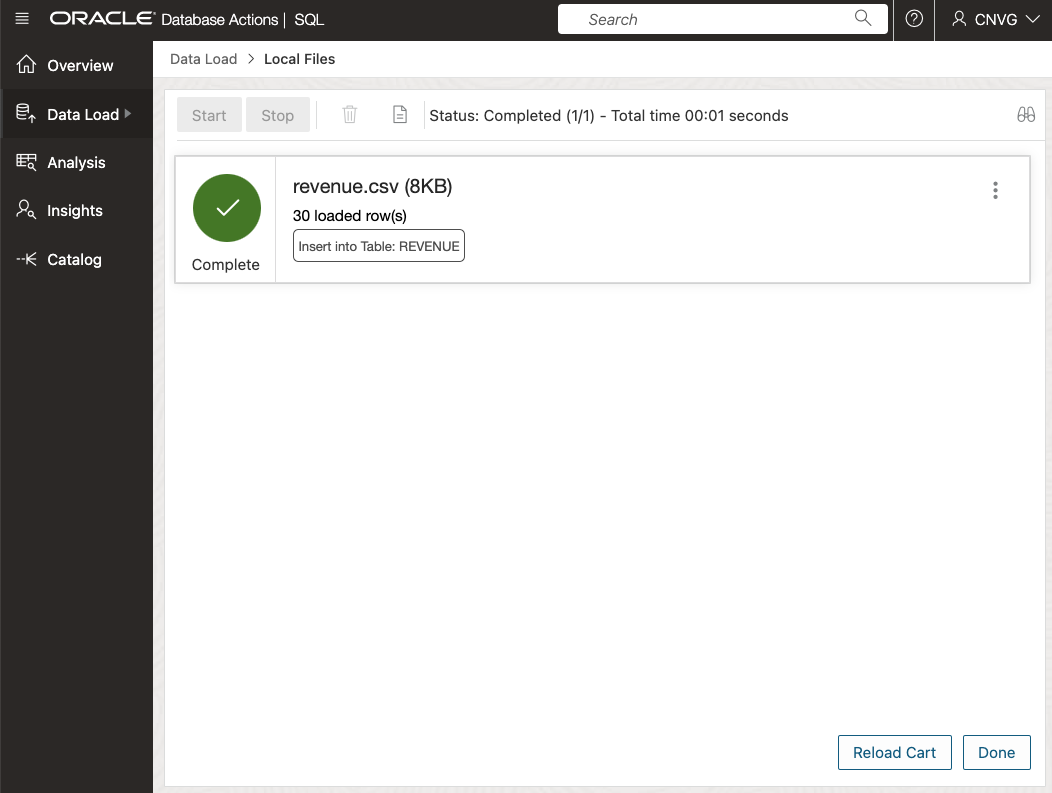 ORACLE Database Actions | SQL
Search
CNVG
Overview
Data Load
Analysis
Insights
Catalog
Data Load > Local Files
Start Stop Status: Completed (1/1) - Total time 00:01 seconds
Complete
revenue.csv (8KB)
30 loaded row(s)
Insert into Table: REVENUE
Reload Cart Done